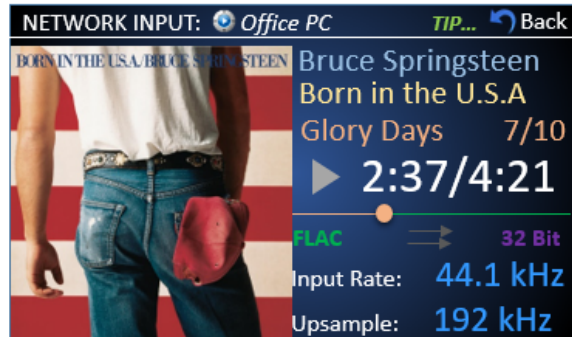 NETWORK INPUT: Office PC TIP... Back
BORN IN THE U.S.A./BRUCE SPRINGSTEEN
Bruce Springsteen
Born in the U.S.A
Glory Days 7/10
2:37/4:21
FLAC 32 Bit
Input Rate: 44.1 kHz
Upsample: 192 kHz